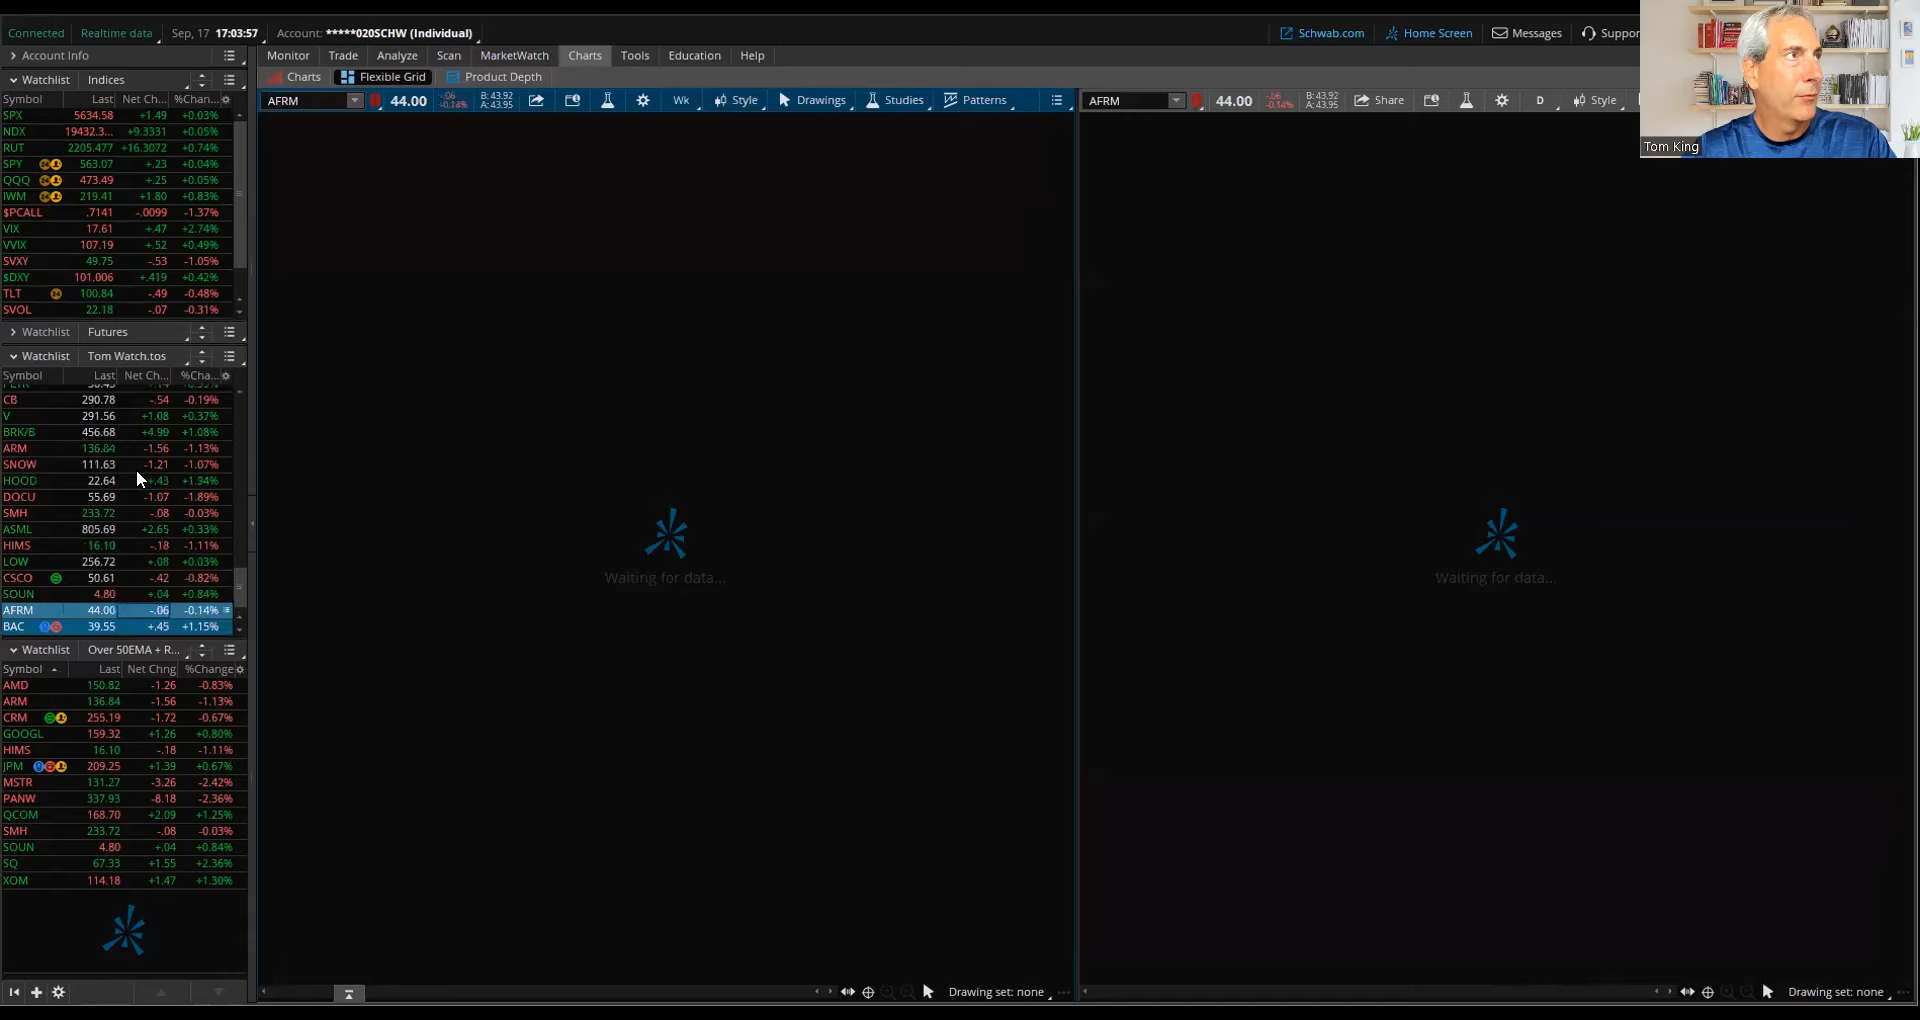 Connected Realtime data Sep, 17 17:03:57 Account: *****020SCHW (Individual) Schwab.com Home Screen Messages Suppor
Account Info Monitor Trade Analyze Scan MarketWatch Charts Tools Education Help
Charts Flexible Grid Product Depth
AFRM 44.00 -.06 -0.14% B: 43.92 A: 43.95 Wk Style Drawings Studies Patterns
AFRM 44.00 -.06 -0.14% B: 43.92 A: 43.95 Share D Style
Tom King
Watchlist Indices
Symbol Last Net Ch... %Chan...
SPX 5634.58 +1.49 +0.03%
NDX 19432.3... +9.3331 +0.05%
RUT 2205.477 +16.3072 +0.74%
SPY 563.07 +.23 +0.04%
QQQ 473.49 +.25 +0.05%
IWM 219.41 +1.80 +0.83%
$PCALL .7141 -.0099 -1.37%
VIX 17.61 +.47 +2.74%
VVIX 107.19 +.52 +0.49%
SVXY 49.75 -.53 -1.05%
$DXY 101.006 +.419 +0.42%
TLT 100.84 -.49 -0.48%
SVOL 22.18 -.07 -0.31%
Watchlist Futures
Watchlist Tom Watch.tos
Symbol Last Net Ch... %Cha...
CB 290.78 -.54 -0.19%
V 291.56 +1.08 +0.37%
BRK/B 456.68 +4.99 +1.08%
ARM 136.84 -1.56 -1.13%
SNOW 111.63 -1.21 -1.07%
HOOD 22.64 +.43 +1.94%
DOCU 55.69 -1.07 -1.89%
SMH 233.72 -.08 -0.03%
ASML 805.69 +2.65 +0.33%
HIMS 16.10 -.18 -1.11%
LOW 256.72 +.08 +0.03%
CSCO 50.61 -.42 -0.82%
SOUN 4.80 +.04 +0.84%
AFRM 44.00 -.06 -0.14%
BAC 39.55 +.45 +1.15%
Watchlist Over 50EMA + R...
Symbol Last Net Chng %Change
AMD 150.82 -1.26 -0.83%
ARM 136.84 -1.56 -1.13%
CRM 255.19 -1.72 -0.67%
GOOGL 159.32 +1.26 +0.80%
HIMS 16.10 -.18 -1.11%
JPM 209.25 +1.39 +0.67%
MSTR 131.27 -3.26 -2.42%
PANW 337.93 -8.18 -2.36%
QCOM 168.70 +2.09 +1.25%
SMH 233.72 -.08 -0.03%
SOUN 4.80 +.04 +0.84%
SQ 67.33 +1.55 +2.36%
XOM 114.18 +1.47 +1.30%
Waiting for data...
Waiting for data...
Drawing set: none
Drawing set: none